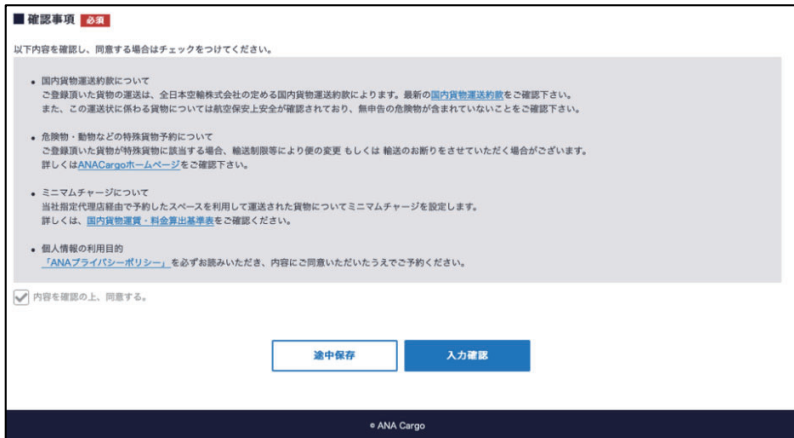 ■ 確認事項 必須
以下内容を確認し、同意する場合はチェックをつけてください。
• 国内貨物運送約款について
ご登録頂いた貨物の運送は、全日本空輸株式会社の定める国内貨物運送約款によります。最新の国内貨物運送約款をご確認下さい。
また、この運送状に係わる貨物については航空保安上安全が確認されており、無申告の危険物が含まれていないことをご確認下さい。
• 危険物・動物などの特殊貨物予約について
ご登録頂いた貨物が特殊貨物に該当する場合、輸送制限等により便の変更 もしくは 輸送のお断りをさせていただく場合がございます。
詳しくはANACargoホームページをご確認下さい。
• ミニマムチャージについて
当社指定代理店経由で予約したスペースを利用して運送された貨物についてミニマムチャージを設定します。
詳しくは、国内貨物運賃・料金算出基準表をご確認ください。
• 個人情報の利用目的
「ANAプライバシーポリシー」を必ずお読みいただき、内容にご同意いただいたうえでご予約ください。
内容を確認の上、同意する。
途中保存 入力確認
© ANA Cargo